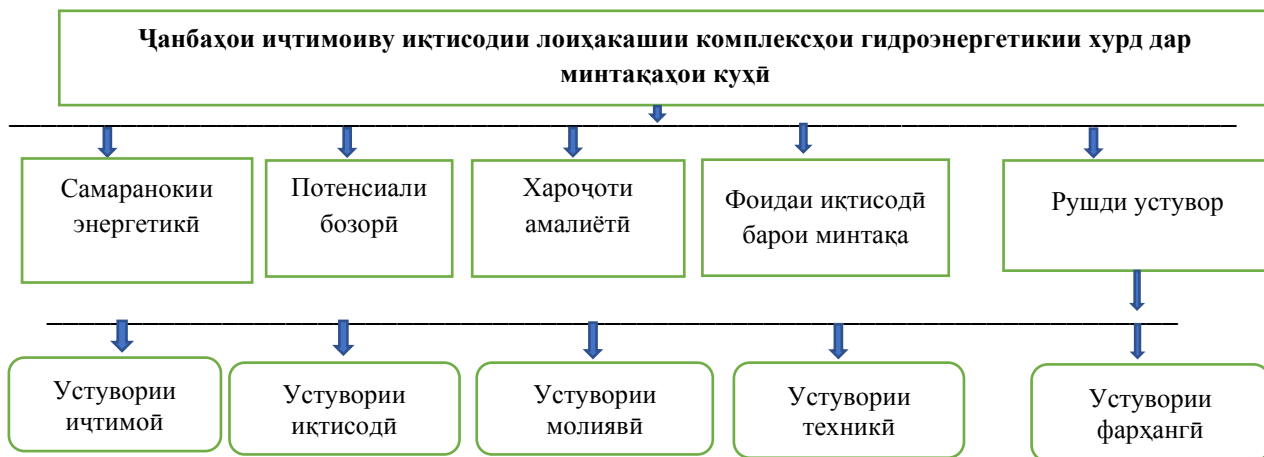 Ҷанбаҳои иҷтимоиву иқтисодии лоиҳакашии комплексҳои гидроэнергетикии хурд дар
минтақаҳои куҳӣ
Самаранокии
энергетикӣ
Потенсиали
бозорӣ
Хароҷоти
амалиётӣ
Фоидаи иқтисодӣ
барои минтақа
Рушди устувор
Устувории
иҷтимоӣ
Устувории
иқтисодӣ
Устувории
молиявӣ
Устувории
техникӣ
Устувории
фарҳангӣ